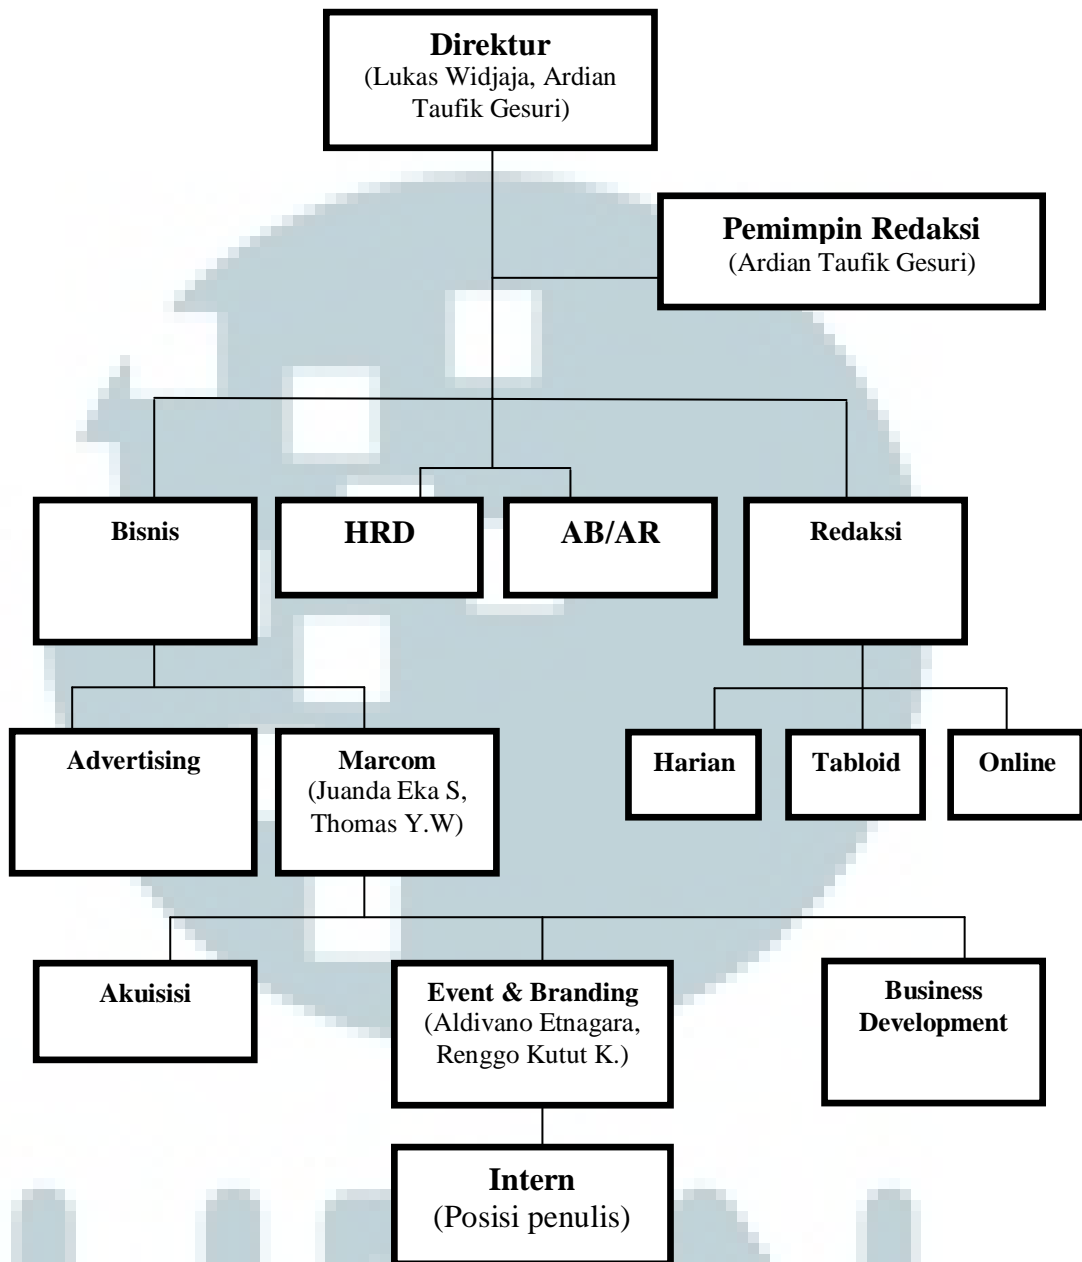 Direktur
(Lukas Widjaja, Ardian
Taufik Gesuri)
Pemimpin Redaksi
(Ardian Taufik Gesuri)
Bisnis
HRD
AB/AR
Redaksi
Advertising
Marcom
(Juanda Eka S,
Thomas Y.W)
Harian
Tabloid
Online
Akuisisi
Event & Branding
(Aldivano Etnagara,
Renggo Kutut K.)
Business
Development
Intern
(Posisi penulis)